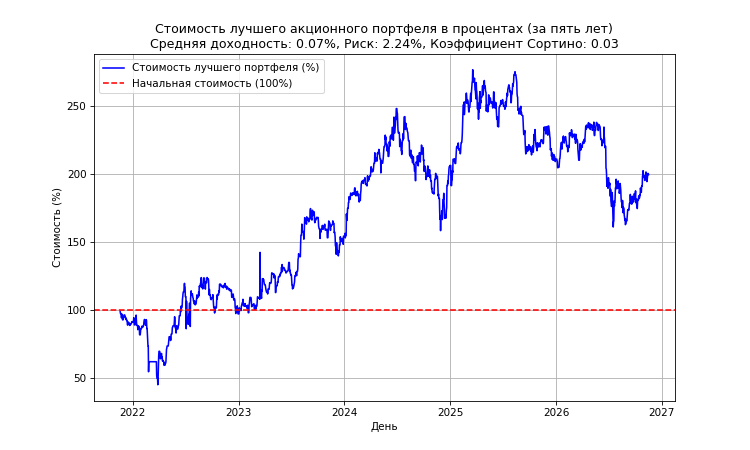 Стоимость лучшего акционного портфеля в процентах (за пять лет)
Средняя доходность: 0.07%, Риск: 2.24%, Коэффициент Сортино: 0.03
Стоимость лучшего портфеля (%)
Начальная стоимость (100%)
Стоимость (%)
250
200
150
100
50
2022 2023 2024 2025 2026 2027
День